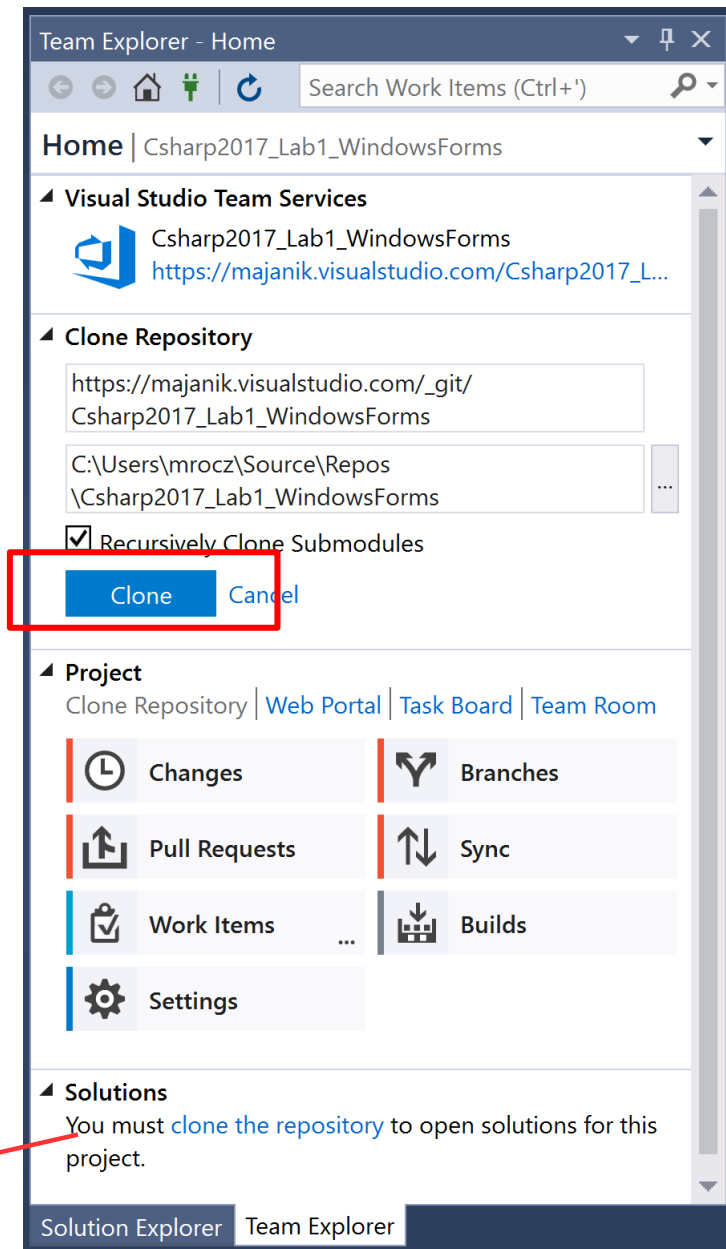 Team Explorer - Home
Search Work Items (Ctrl+')
Home | Csharp2017_Lab1_WindowsForms
Visual Studio Team Services
Csharp2017_Lab1_WindowsForms
https://majanik.visualstudio.com/Csharp2017_L...
Clone Repository
https://majanik.visualstudio.com/_git/
Csharp2017_Lab1_WindowsForms
C:\Users\mrocz\Source\Repos
\Csharp2017_Lab1_WindowsForms
...
Recursively Clone Submodules
Clone Cancel
Project
Clone Repository | Web Portal | Task Board | Team Room
Changes Branches
Pull Requests Sync
Work Items ... Builds
Settings
Solutions
You must clone the repository to open solutions for this
project.
Solution Explorer Team Explorer